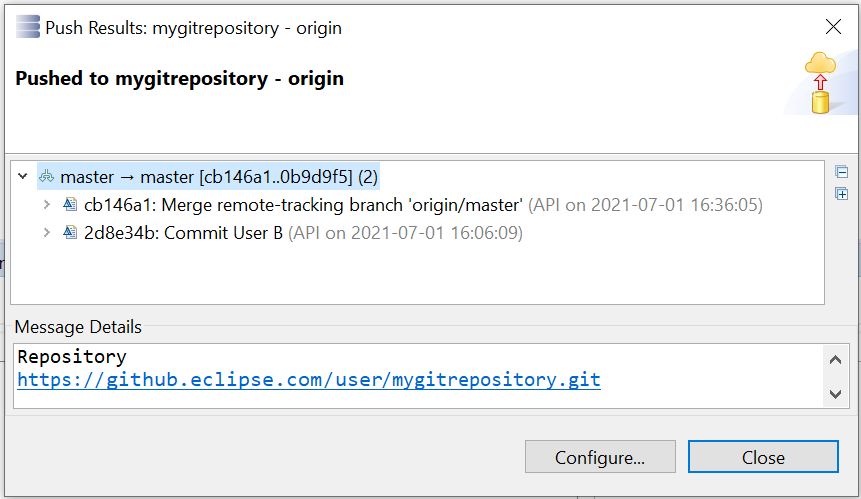 Push Results: mygitrepository - origin
Pushed to mygitrepository - origin
master → master [cb146a1..0b9d9f5] (2)
cb146a1: Merge remote-tracking branch 'origin/master' (API on 2021-07-01 16:36:05)
2d8e34b: Commit User B (API on 2021-07-01 16:06:09)
Message Details
Repository
https://github.eclipse.com/user/mygitrepository.git
Configure...
Close